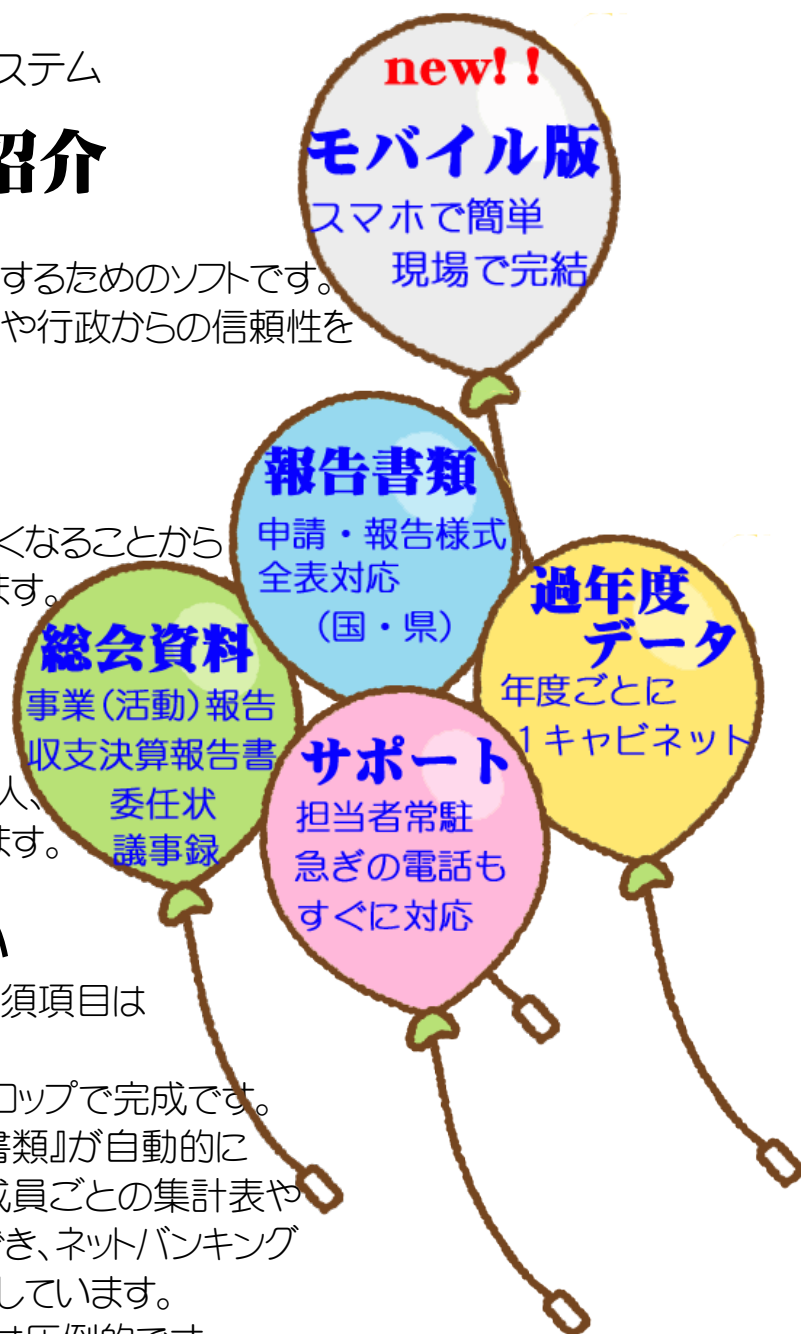 ステム
紹介
するためのソフトです。
や行政からの信頼性を
くなることから
ます。
人、
ます。
い
須項目は
ロップで完成です。
書類』が自動的に
成員ごとの集計表や
でき、ネットバンキング
しています。
は圧倒的です
new!!
モバイル版
スマホで簡単
現場で完結
報告書類
申請・報告様式
全表対応
（国・県）
過年度
データ
年度ごとに
1キャビネット
総会資料
事業（活動）報告
収支決算報告書
委任状
議事録
サポート
担当者常駐
急ぎの電話も
すぐに対応